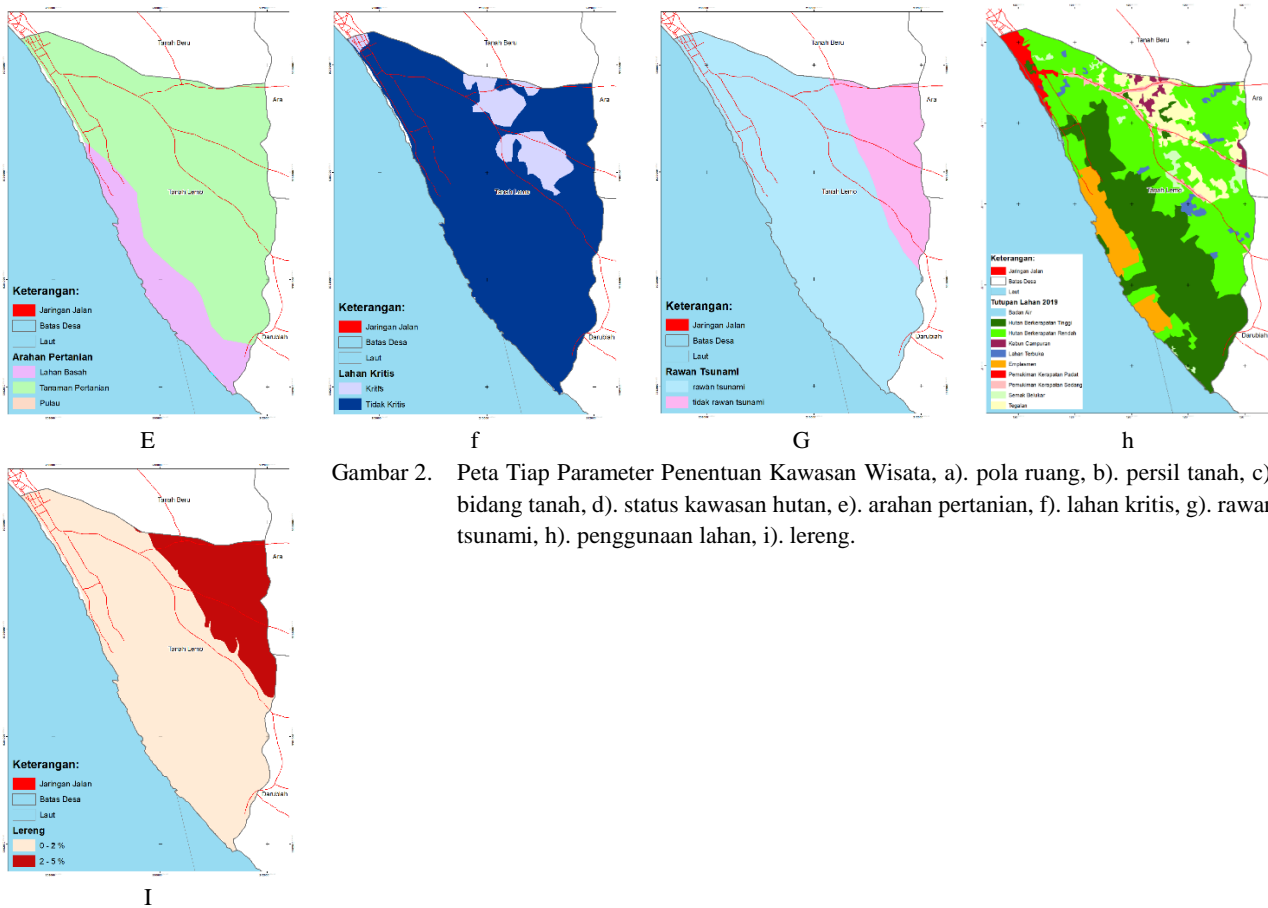 Tanah Beru
Ara
Tanah Lemo
Darubiah
Keterangan:
Jaringan Jalan
Batas Desa
Laut
Arahan Pertanian
Lahan Basah
Tanaman Pertanian
Pulau
E
Tanah Beru
Ara
Tanah Lemo
Keterangan:
Jaringan Jalan
Batas Desa
Laut
Lahan Kritis
Kritis
Tidak Kritis
f
Tanah Beru
Ara
Tanah Lemo
Keterangan:
Jaringan Jalan
Batas Desa
Laut
Rawan Tsunami
rawan tsunami
tidak rawan tsunami
G
Tanah Beru
Ara
Tanah Lemo
Darubiah
Keterangan:
Jaringan Jalan
Batas Desa
Laut
Tutupan Lahan 2019
Badan Air
Hutan Berkerapatan Tinggi
Hutan Berkerapatan Rendah
Kebun Campuran
Lahan Terbuka
Emplasmen
Permukiman Kerapatan Padat
Permukiman Kerapatan Sedang
Semak Belukar
Tegalan
h
Gambar 2. Peta Tiap Parameter Penentuan Kawasan Wisata, a). pola ruang, b). persil tanah, c)
bidang tanah, d). status kawasan hutan, e). arahan pertanian, f). lahan kritis, g). rawan
tsunami, h). penggunaan lahan, i). lereng.
Tanah Beru
Ara
Tanah Lemo
Darubiah
Keterangan:
Jaringan Jalan
Batas Desa
Laut
Lereng
0 - 2 %
2 - 5 %
I